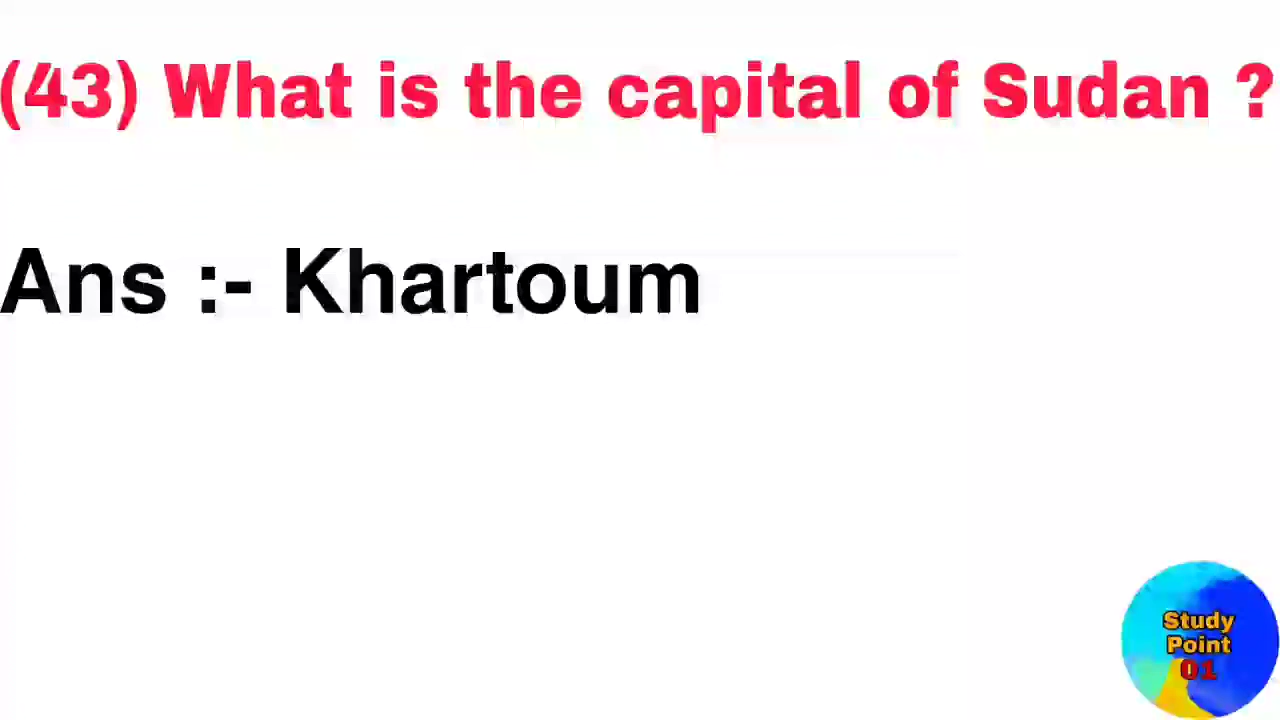 (43) What is the capital of Sudan ?
Ans :- Khartoum
Study
Point
01